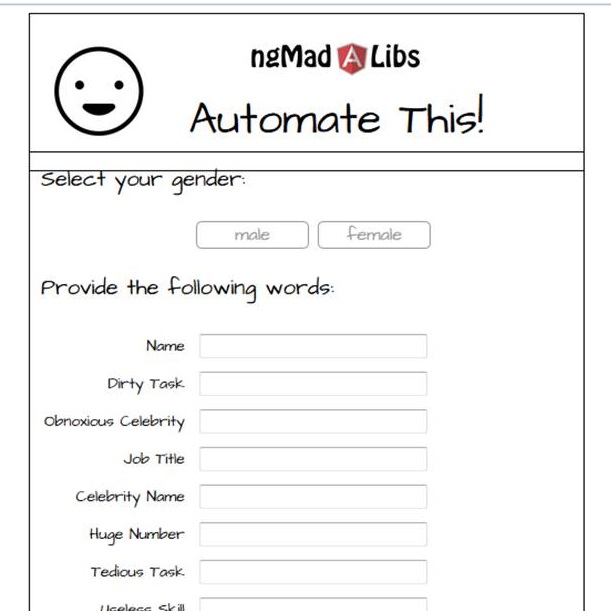 ngMad A Libs
Automate This!
Select your gender:
male female
Provide the following words:
Name
Dirty Task
Obnoxious Celebrity
Job Title
Celebrity Name
Huge Number
Tedious Task
Useless Skill